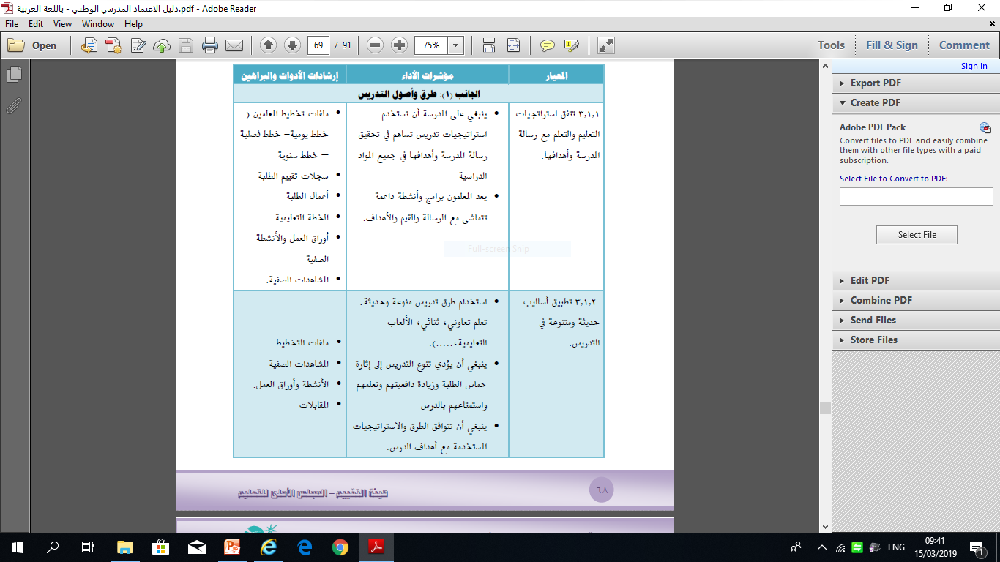 دليل الاعتماد المدرسي الوطني - باللغة العربية.pdf - Adobe Reader
File Edit View Window Help
Open 69 / 91 75% Tools Fill & Sign Comment
Sign In
Export PDF
Create PDF
Adobe PDF Pack
Convert files to PDF and easily combine
them with other file types with a paid
subscription.
Select File to Convert to PDF:
Select File
Edit PDF
Combine PDF
Send Files
Store Files
المعيار مؤشرات الأداء إرشادات الأدوات والبراهين
الجانب (١): طرق وأصول التدريس
٣,١,١ تتفق استراتجيات
التعليم والتعلم مع رسالة
المدرسة وأهدافها.
• ينبغي على المدرسة أن تستخدم
استراتيجيات تدريس تساهم في تحقيق
رسالة المدرسة وأهدافها في جميع المواد
الدراسية.
• يعد المعلمون برامج وأنشطة داعمة
تتماشى مع الرسالة والقيم والأهداف.
• ملفات تخطيط المعلمين (
خطط يومية– خطط فصلية
– خطط سنوية
• سجلات تقييم الطلبة
• أعمال الطلبة
• الخطة التعليمية
• أوراق العمل والأنشطة
الصفية
• المشاهدات الصفية.
Full-screen Snip
٣,١,٢ تطبيق أساليب
حديثة ومتنوعة في
التدريس.
• استخدام طرق تدريس منوعة وحديثة:
تعلم تعاوني، ثنائي، الألعاب
التعليمية،.....).
• ينبغي أن يؤدي تنوع التدريس إلى إثارة
حماس الطلبة وزيادة دافعيتهم وتعلمهم
واستمتاعهم بالدرس.
• ينبغي أن تتوافق الطرق والاستراتيجيات
المستخدمة مع أهداف الدرس.
• ملفات التخطيط
• المشاهدات الصفية
• الأنشطة وأوراق العمل.
• المقابلات.
٦٨
هيئة التقييم – المجلس الأعلى للتعليم
ENG
09:41
15/03/2019
1